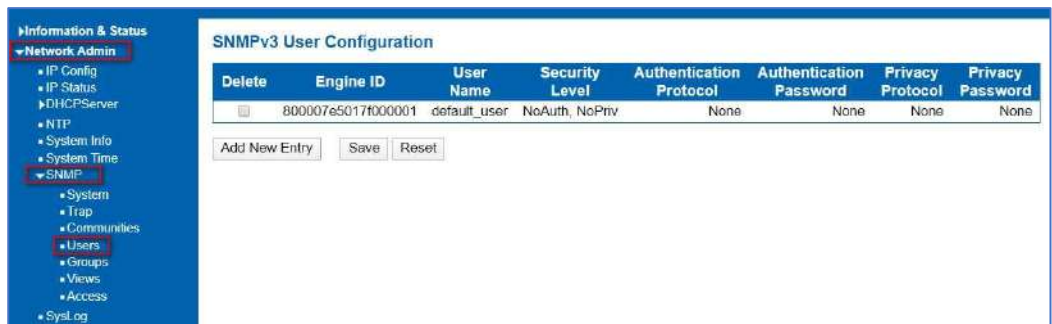 Information & Status
Network Admin
IP Config
IP Status
DHCPServer
NTP
System Info
System Time
SNMP
System
Trap
Communities
Users
Groups
Views
Access
SysLog
SNMPv3 User Configuration
Delete Engine ID User Name Security Level Authentication Protocol Authentication Password Privacy Protocol Privacy Password
800007e5017f000001 default_user NoAuth, NoPriv None None None None
Add New Entry Save Reset